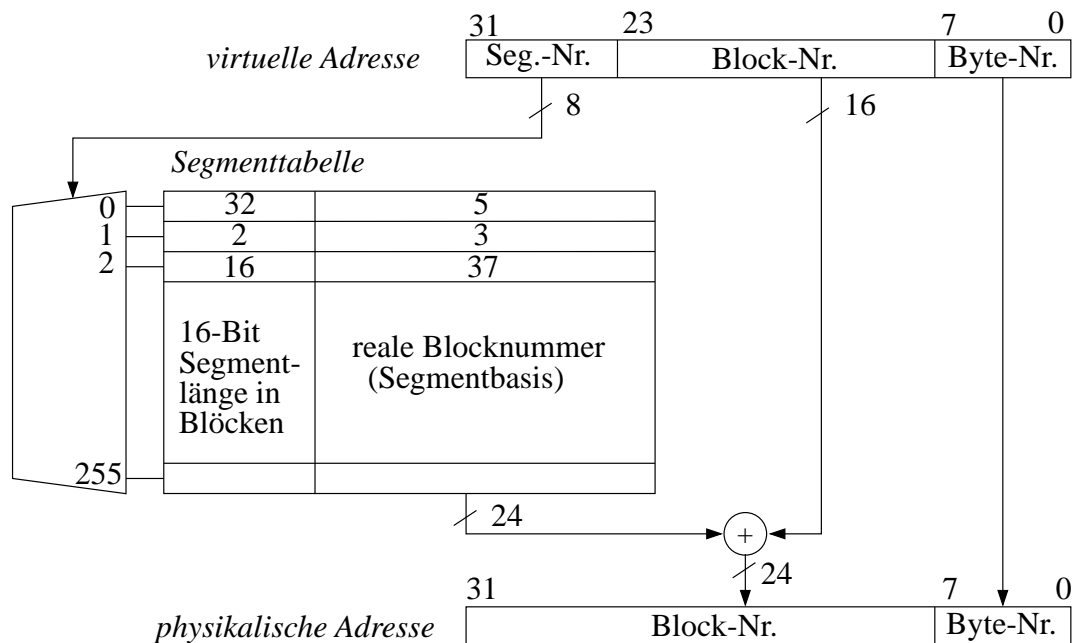 31 23 7 0
virtuelle Adresse Seg.-Nr. Block-Nr. Byte-Nr.
8 16
Segmenttabelle
0 32 5
1 2 3
2 16 37
16-Bit
Segment-
länge in
Blöcken
reale Blocknummer
(Segmentbasis)
255
24
+
24
31 7 0
physikalische Adresse Block-Nr. Byte-Nr.